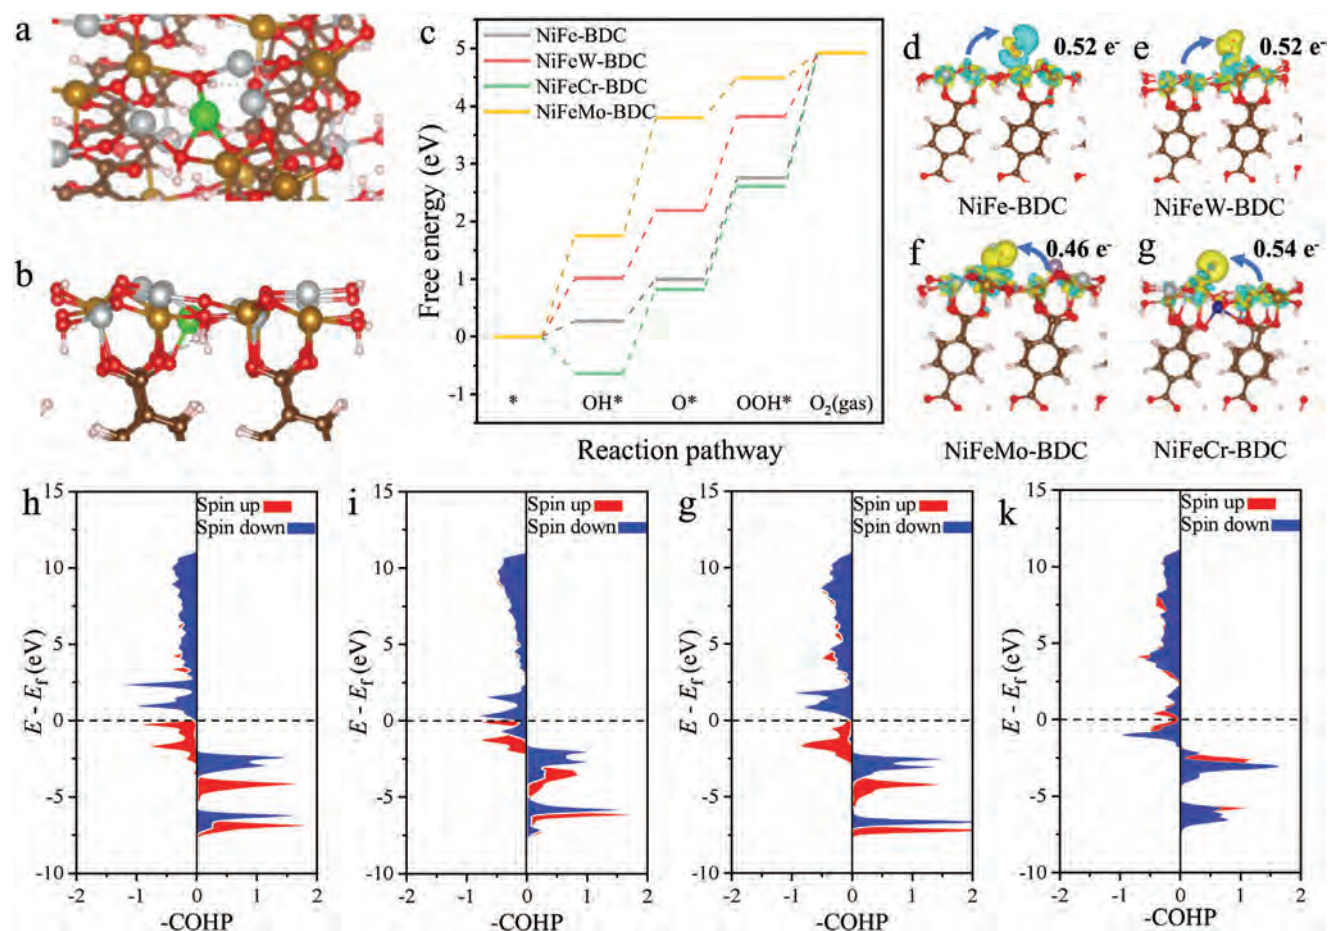 a
b
c
NiFe-BDC
NiFeW-BDC
NiFeCr-BDC
NiFeMo-BDC
Free energy (eV)
5
4
3
2
1
0
-1
* OH* O* OOH* O₂(gas)
Reaction pathway
d
0.52 e⁻
NiFe-BDC
e
0.52 e⁻
NiFeW-BDC
f
0.46 e⁻
NiFeMo-BDC
g
0.54 e⁻
NiFeCr-BDC
h
Spin up
Spin down
E - E_f (eV)
15
10
5
0
-5
-10
-2 -1 0 1 2
-COHP
i
Spin up
Spin down
E - E_f (eV)
15
10
5
0
-5
-10
-2 -1 0 1 2
-COHP
g
Spin up
Spin down
E - E_f (eV)
15
10
5
0
-5
-10
-2 -1 0 1 2
-COHP
k
Spin up
Spin down
E - E_f (eV)
15
10
5
0
-5
-10
-2 -1 0 1 2
-COHP